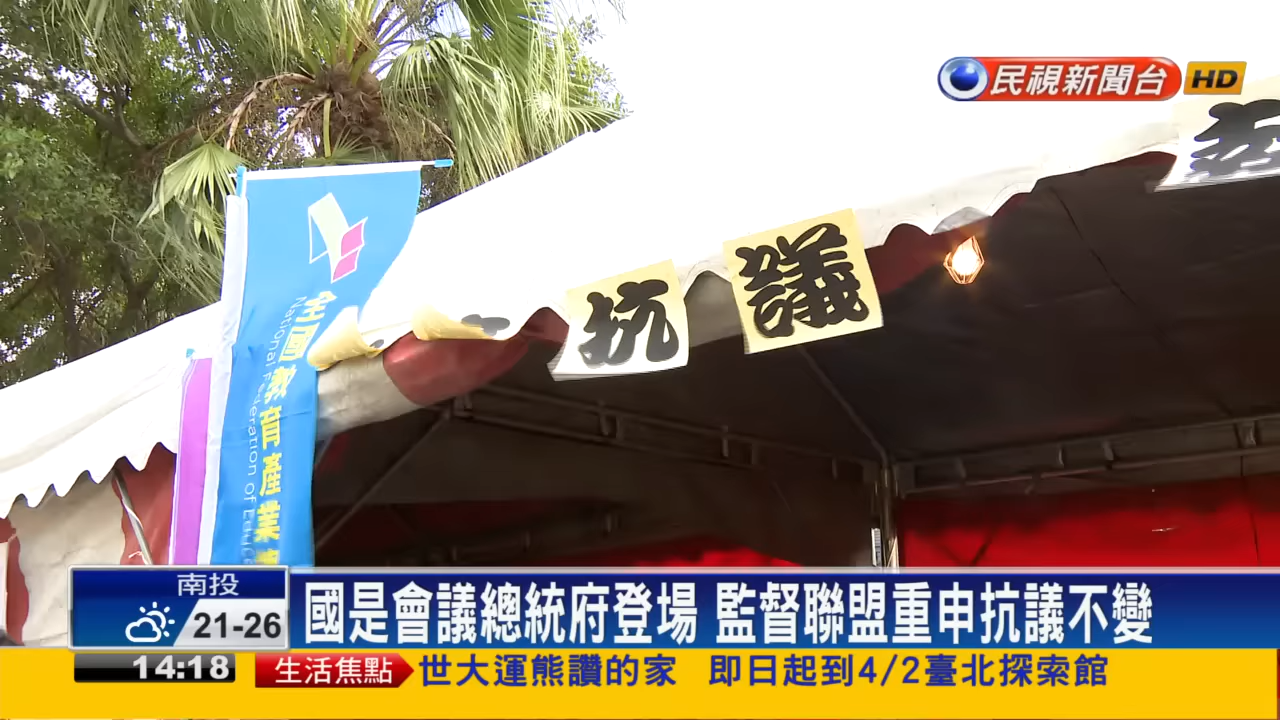 民視新聞台 HD
抗議
全國教育產業
National Federation of
南投
21-26
國是會議總統府登場 監督聯盟重申抗議不變
14:18
生活焦點
世大運熊讚的家 即日起到4/2臺北探索館